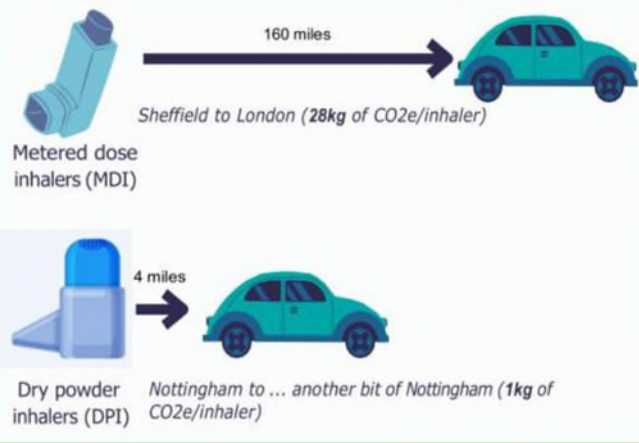 160 miles
Sheffield to London (28kg of CO2e/inhaler)
Metered dose
inhalers (MDI)
4 miles
Dry powder
inhalers (DPI)
Nottingham to ... another bit of Nottingham (1kg of
CO2e/inhaler)